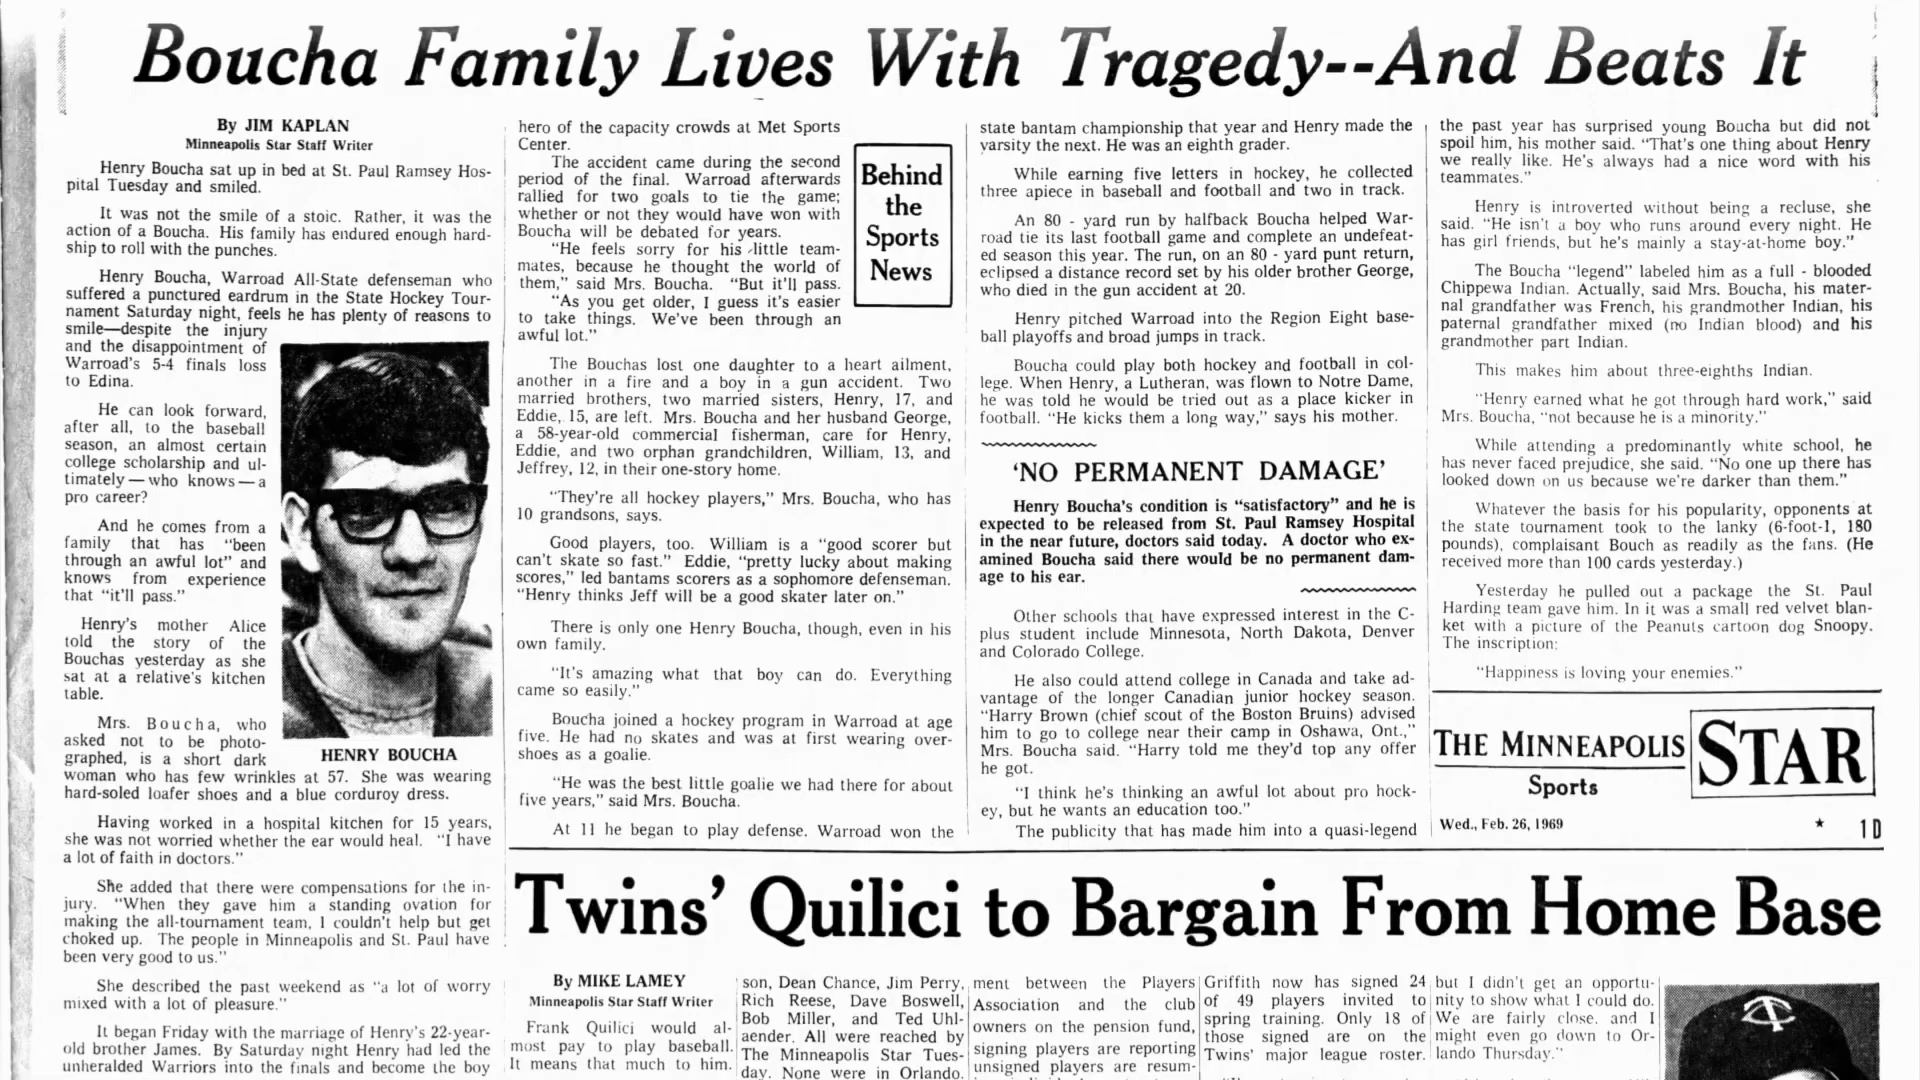 Boucha Family Lives With Tragedy--And Beats It
By JIM KAPLAN
Minneapolis Star Staff Writer
Henry Boucha sat up in bed at St. Paul Ramsey Hos-
pital Tuesday and smiled.
It was not the smile of a stoic. Rather, it was the
action of a Boucha. His family has endured enough hard-
ship to roll with the punches.
Henry Boucha, Warroad All-State defenseman who
suffered a punctured eardrum in the State Hockey Tour-
nament Saturday night, feels he has plenty of reasons to
smile—despite the injury
and the disappointment of
Warroad's 5-4 finals loss
to Edina.
He can look forward,
after all, to the baseball
season, an almost certain
college scholarship and ul-
timately — who knows — a
pro career?
And he comes from a
family that has "been
through an awful lot" and
knows from experience
that "it'll pass."
Henry's mother Alice
told the story of the
Bouchas yesterday as she
sat at a relative's kitchen
table.
Mrs. Boucha, who
asked not to be photo-
graphed, is a short dark
woman who has few wrinkles at 57. She was wearing
hard-soled loafer shoes and a blue corduroy dress.
HENRY BOUCHA
Having worked in a hospital kitchen for 15 years,
she was not worried whether the ear would heal. "I have
a lot of faith in doctors."
She added that there were compensations for the in-
jury. "When they gave him a standing ovation for
making the all-tournament team, I couldn't help but get
choked up. The people in Minneapolis and St. Paul have
been very good to us."
She described the past weekend as "a lot of worry
mixed with a lot of pleasure."
It began Friday with the marriage of Henry's 22-year-
old brother James. By Saturday night Henry had led the
unheralded Warriors into the finals and become the boy
hero of the capacity crowds at Met Sports
Center.
The accident came during the second
period of the final. Warroad afterwards
rallied for two goals to tie the game;
whether or not they would have won with
Boucha will be debated for years.
"He feels sorry for his little team-
mates, because he thought the world of
them," said Mrs. Boucha. "But it'll pass.
"As you get older, I guess it's easier
to take things. We've been through an
awful lot."
Behind
the
Sports
News
The Bouchas lost one daughter to a heart ailment,
another in a fire and a boy in a gun accident. Two
married brothers, two married sisters, Henry, 17, and
Eddie, 15, are left. Mrs. Boucha and her husband George,
a 58-year-old commercial fisherman, care for Henry,
Eddie, and two orphan grandchildren, William, 13, and
Jeffrey, 12, in their one-story home.
"They're all hockey players," Mrs. Boucha, who has
10 grandsons, says.
Good players, too. William is a "good scorer but
can't skate so fast." Eddie, "pretty lucky about making
scores," led bantams scorers as a sophomore defenseman.
"Henry thinks Jeff will be a good skater later on."
There is only one Henry Boucha, though, even in his
own family.
"It's amazing what that boy can do. Everything
came so easily."
Boucha joined a hockey program in Warroad at age
five. He had no skates and was at first wearing over-
shoes as a goalie.
"He was the best little goalie we had there for about
five years," said Mrs. Boucha.
At 11 he began to play defense. Warroad won the
state bantam championship that year and Henry made the
varsity the next. He was an eighth grader.
While earning five letters in hockey, he collected
three apiece in baseball and football and two in track.
An 80 - yard run by halfback Boucha helped War-
road tie its last football game and complete an undefeat-
ed season this year. The run, on an 80 - yard punt return,
eclipsed a distance record set by his older brother George,
who died in the gun accident at 20.
Henry pitched Warroad into the Region Eight base-
ball playoffs and broad jumps in track.
Boucha could play both hockey and football in col-
lege. When Henry, a Lutheran, was flown to Notre Dame,
he was told he would be tried out as a place kicker in
football. "He kicks them a long way," says his mother.
'NO PERMANENT DAMAGE'
Henry Boucha's condition is "satisfactory" and he is
expected to be released from St. Paul Ramsey Hospital
in the near future, doctors said today. A doctor who ex-
amined Boucha said there would be no permanent dam-
age to his ear.
Other schools that have expressed interest in the C-
plus student include Minnesota, North Dakota, Denver
and Colorado College.
He also could attend college in Canada and take ad-
vantage of the longer Canadian junior hockey season.
"Harry Brown (chief scout of the Boston Bruins) advised
him to go to college near their camp in Oshawa, Ont.,"
Mrs. Boucha said. "Harry told me they'd top any offer
he got.
"I think he's thinking an awful lot about pro hock-
ey, but he wants an education too."
The publicity that has made him into a quasi-legend
the past year has surprised young Boucha but did not
spoil him, his mother said. "That's one thing about Henry
we really like. He's always had a nice word with his
teammates."
Henry is introverted without being a recluse, she
said. "He isn't a boy who runs around every night. He
has girl friends, but he's mainly a stay-at-home boy."
The Boucha "legend" labeled him as a full - blooded
Chippewa Indian. Actually, said Mrs. Boucha, his mater-
nal grandfather was French, his grandmother Indian, his
paternal grandfather mixed (no Indian blood) and his
grandmother part Indian.
This makes him about three-eighths Indian.
"Henry earned what he got through hard work," said
Mrs. Boucha, "not because he is a minority."
While attending a predominantly white school, he
has never faced prejudice, she said. "No one up there has
looked down on us because we're darker than them."
Whatever the basis for his popularity, opponents at
the state tournament took to the lanky (6-foot-1, 180
pounds), complaisant Bouch as readily as the fans. (He
received more than 100 cards yesterday.)
Yesterday he pulled out a package the St. Paul
Harding team gave him. In it was a small red velvet blan-
ket with a picture of the Peanuts cartoon dog Snoopy.
The inscription:
"Happiness is loving your enemies."
THE MINNEAPOLIS STAR
Sports
Wed., Feb. 26, 1969 ★ 1D
Twins' Quilici to Bargain From Home Base
By MIKE LAMEY
Minneapolis Star Staff Writer
Frank Quilici would al-
most pay to play baseball.
It means that much to him.
son, Dean Chance, Jim Perry,
Rich Reese, Dave Boswell,
Bob Miller, and Ted Uhl-
aender. All were reached by
The Minneapolis Star Tues-
day. None were in Orlando.
ment between the Players
Association and the club
owners on the pension fund,
signing players are reporting
unsigned players are resum-
Griffith now has signed 24
of 49 players invited to
spring training. Only 18 of
those signed are on the
Twins' major league roster.
but I didn't get an opportu-
nity to show what I could do.
We are fairly close, and I
might even go down to Or-
lando Thursday."
TC